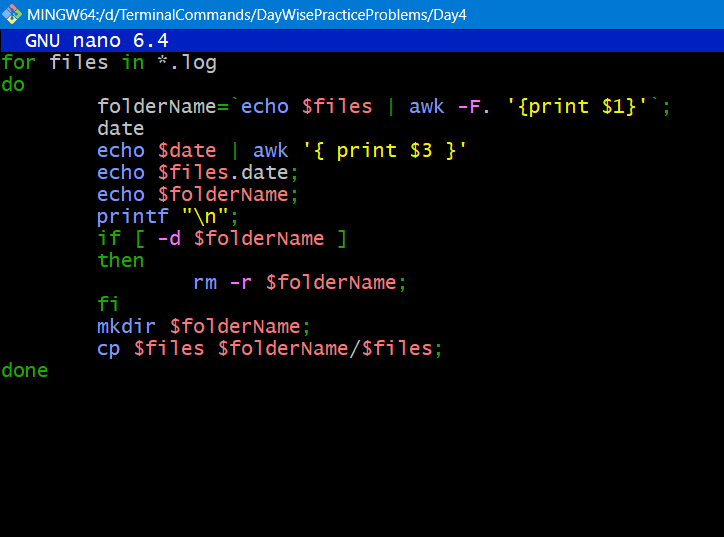 MINGW64:/d/TerminalCommands/DayWisePracticeProblems/Day4
GNU nano 6.4
for files in *.log
do
        folderName=`echo $files | awk -F. '{print $1}'`;
        date
        echo $date | awk '{ print $3 }'
        echo $files.date;
        echo $folderName;
        printf "\n";
        if [ -d $folderName ]
        then
                rm -r $folderName;
        fi
        mkdir $folderName;
        cp $files $folderName/$files;
done